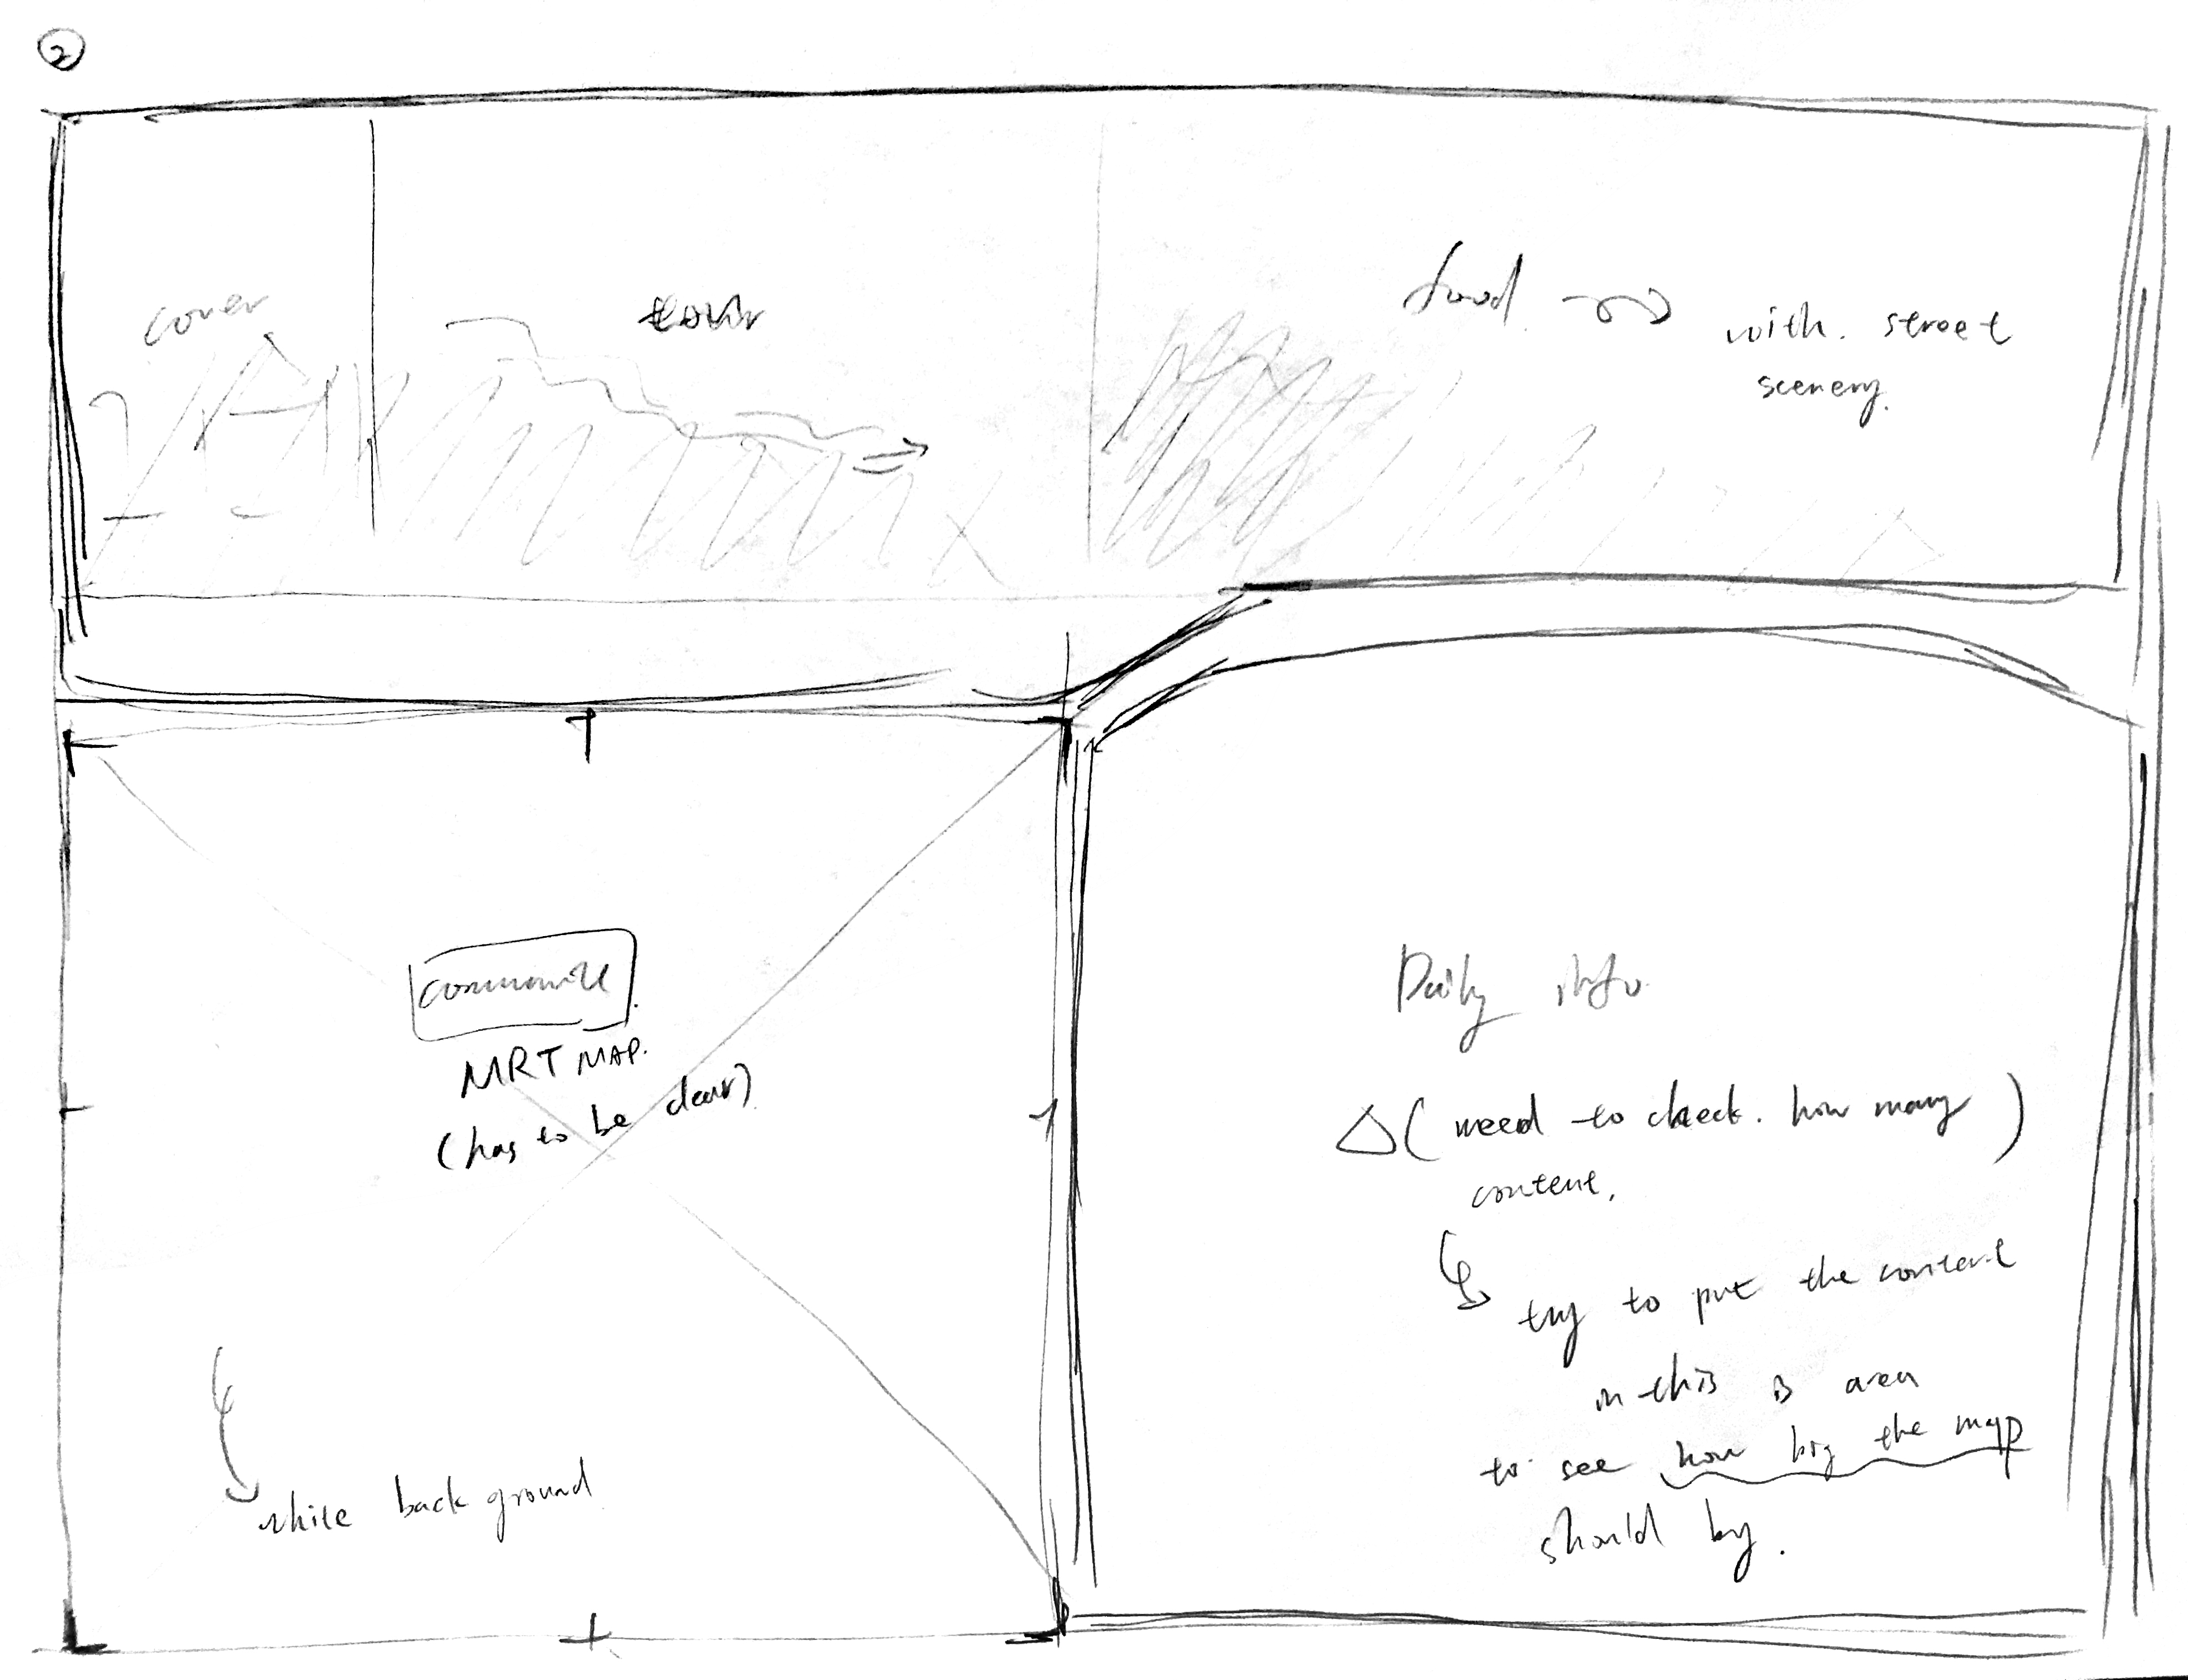 ②
cover
tour
food. with. street
scenery.
MRT MAP.
(has to be clear)
white back ground
Daily info.
△( need to check. how many )
content.
try to put the content
in this is area
to see how big the map
should by.